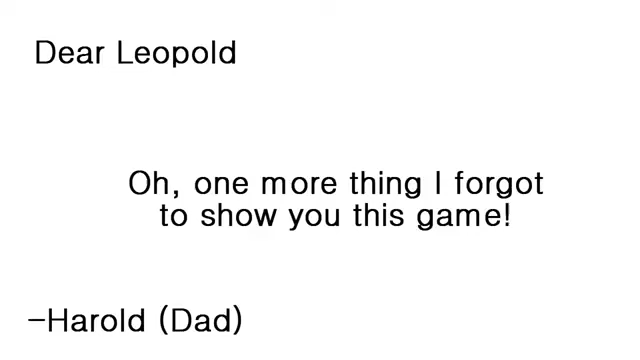 Dear Leopold
Oh, one more thing I forgot
to show you this game!
-Harold (Dad)